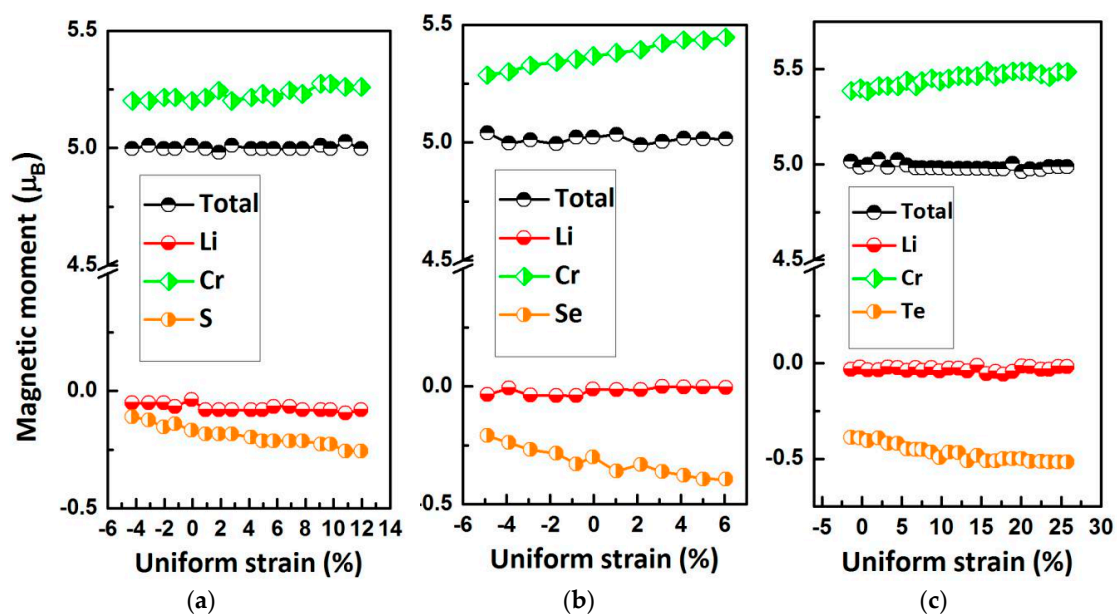 Magnetic moment (μB)
5.5
5.0
4.5
0.0
-0.5
Total
Li
Cr
S
-6 -4 -2 0 2 4 6 8 10 12 14
Uniform strain (%)
(a)
5.5
5.0
4.5
0.0
-0.5
Total
Li
Cr
Se
-6 -4 -2 0 2 4 6
Uniform strain (%)
(b)
5.5
5.0
4.5
0.0
-0.5
Total
Li
Cr
Te
-5 0 5 10 15 20 25 30
Uniform strain (%)
(c)